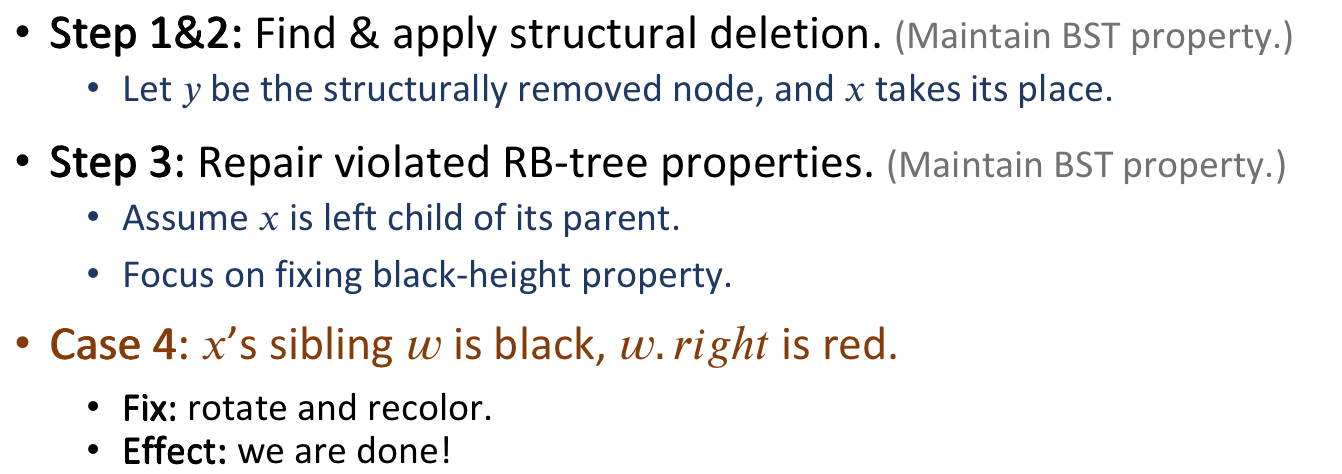 • Step 1&2: Find & apply structural deletion. (Maintain BST property.)
• Let y be the structurally removed node, and x takes its place.
• Step 3: Repair violated RB-tree properties. (Maintain BST property.)
• Assume x is left child of its parent.
• Focus on fixing black-height property.
• Case 4: x's sibling w is black, w.right is red.
• Fix: rotate and recolor.
• Effect: we are done!